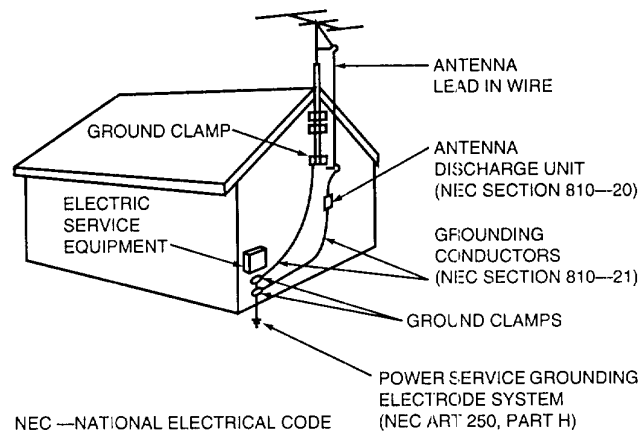 ANTENNA
LEAD IN WIRE
GROUND CLAMP
ANTENNA
DISCHARGE UNIT
(NEC SECTION 810—20)
ELECTRIC
SERVICE
EQUIPMENT
GROUNDING
CONDUCTORS
(NEC SECTION 810—21)
GROUND CLAMPS
POWER SERVICE GROUNDING
ELECTRODE SYSTEM
(NEC ART 250, PART H)
NEC —NATIONAL ELECTRICAL CODE